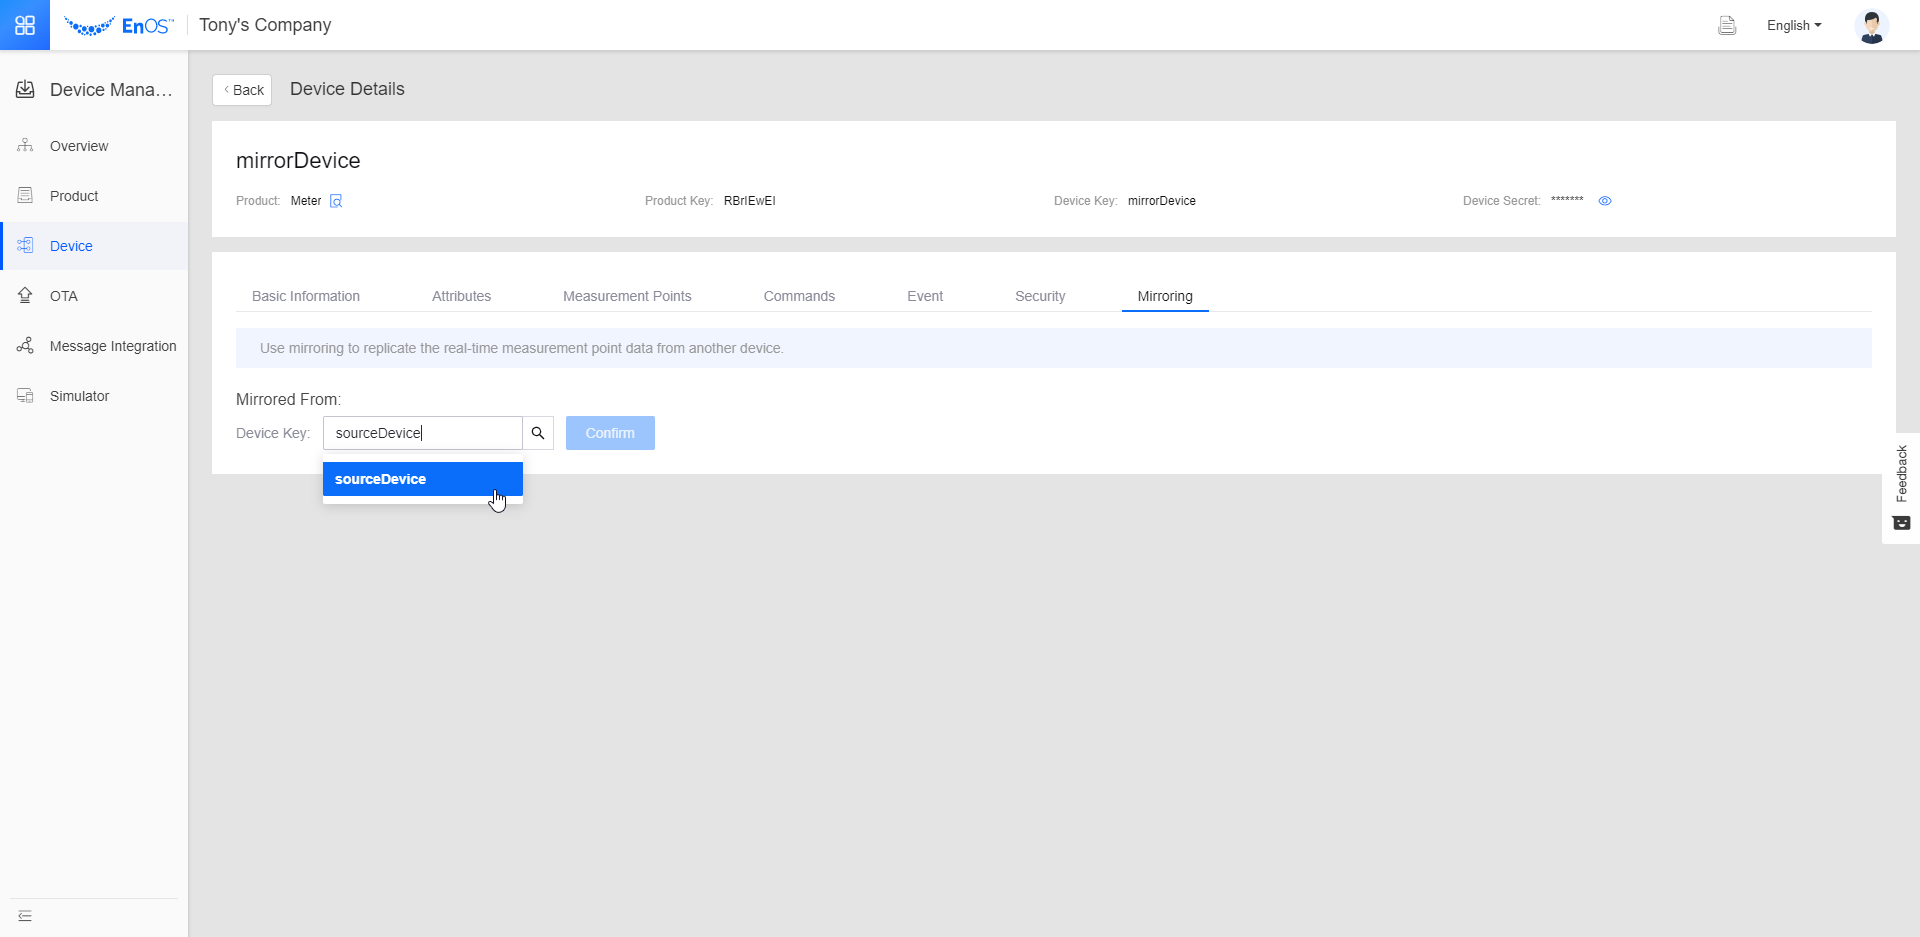 EnOS™
Tony's Company
English
Device Mana...
Overview
Product
Device
OTA
Message Integration
Simulator
Back
Device Details
mirrorDevice
Product: Meter
Product Key: RBrIEwEI
Device Key: mirrorDevice
Device Secret: *******
Basic Information
Attributes
Measurement Points
Commands
Event
Security
Mirroring
Use mirroring to replicate the real-time measurement point data from another device.
Mirrored From:
Device Key: sourceDevice
Confirm
sourceDevice
Feedback